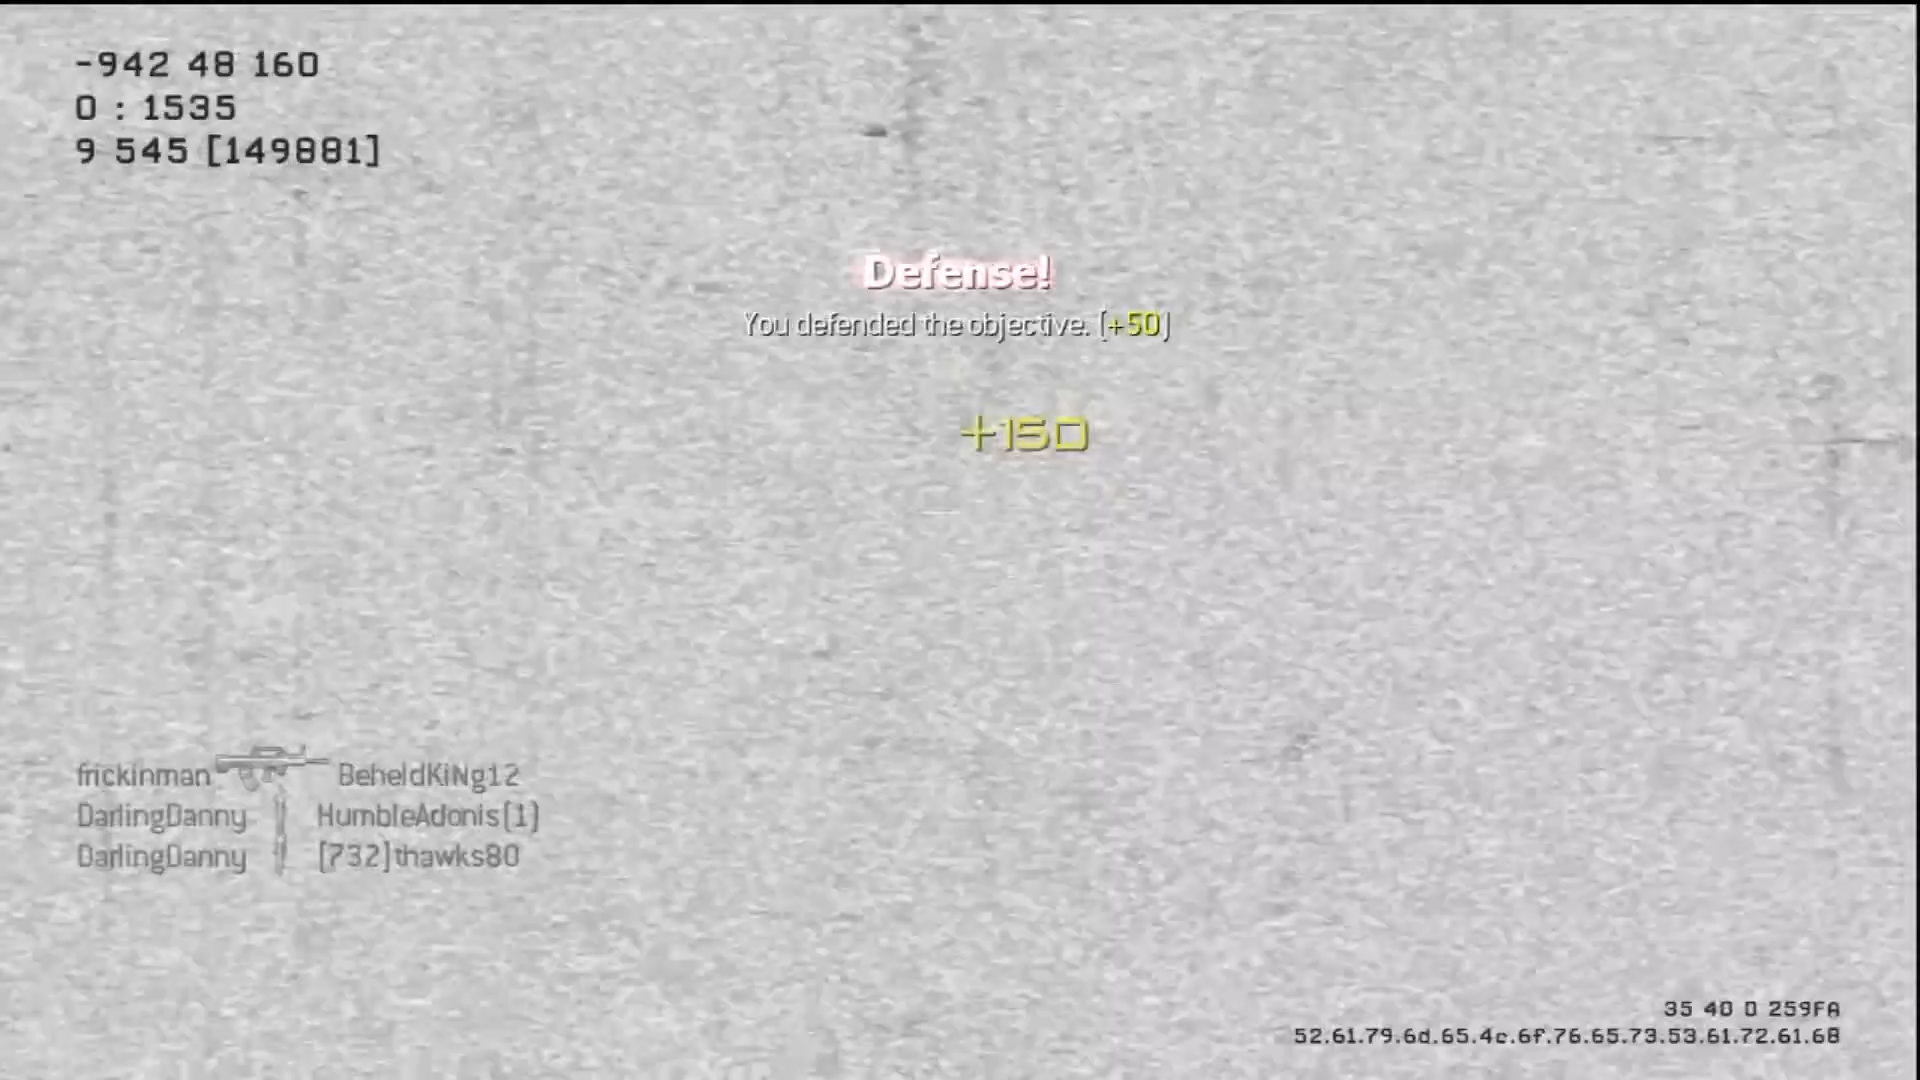 -942 48 160
0 : 1535
9 545 [149881]
Defense!
You defended the objective. (+50)
+150
frickinman BeheldKiNg12
DarlingDanny HumbleAdonis(1)
DarlingDanny [732]thawks80
35 40 0 259FA
52.61.79.6d.65.4c.6f.76.65.73.53.61.72.61.68